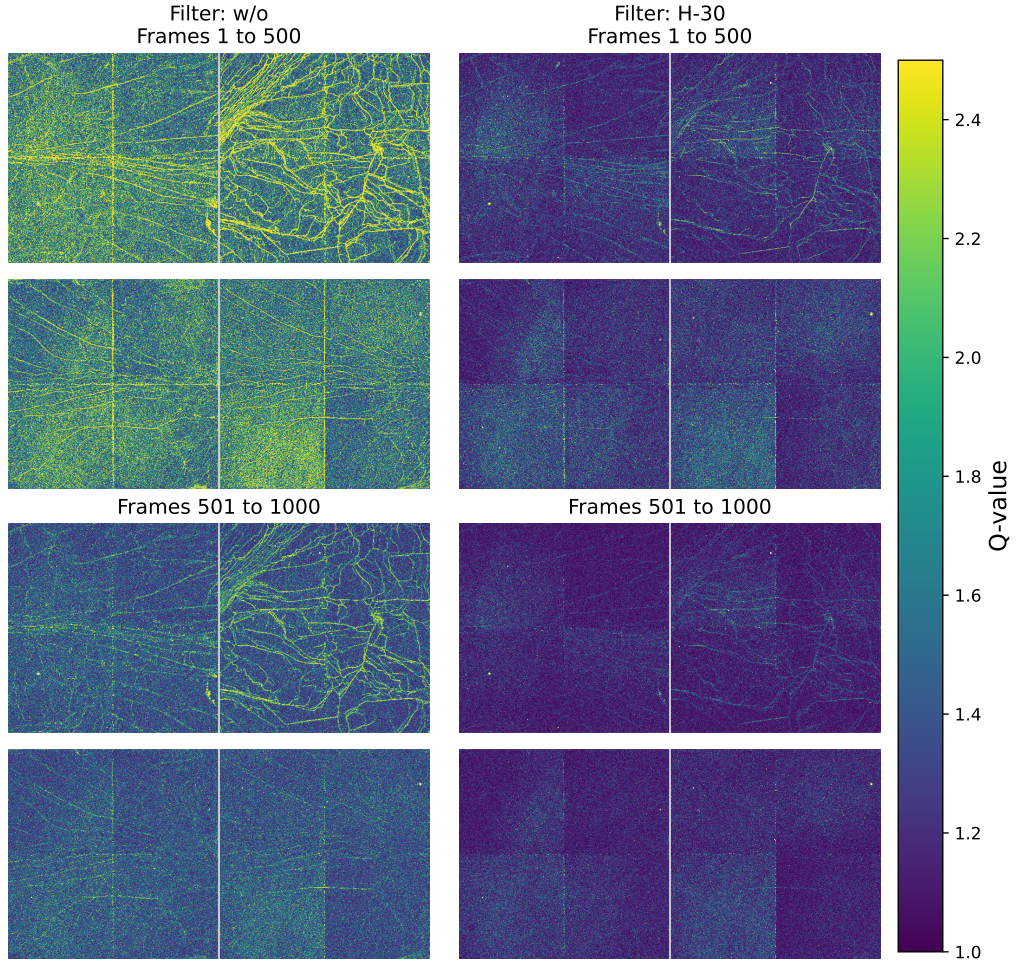 Filter: w/o
Frames 1 to 500
Filter: H-30
Frames 1 to 500
Frames 501 to 1000
Frames 501 to 1000
2.4
2.2
2.0
1.8
1.6
1.4
1.2
1.0
Q-value